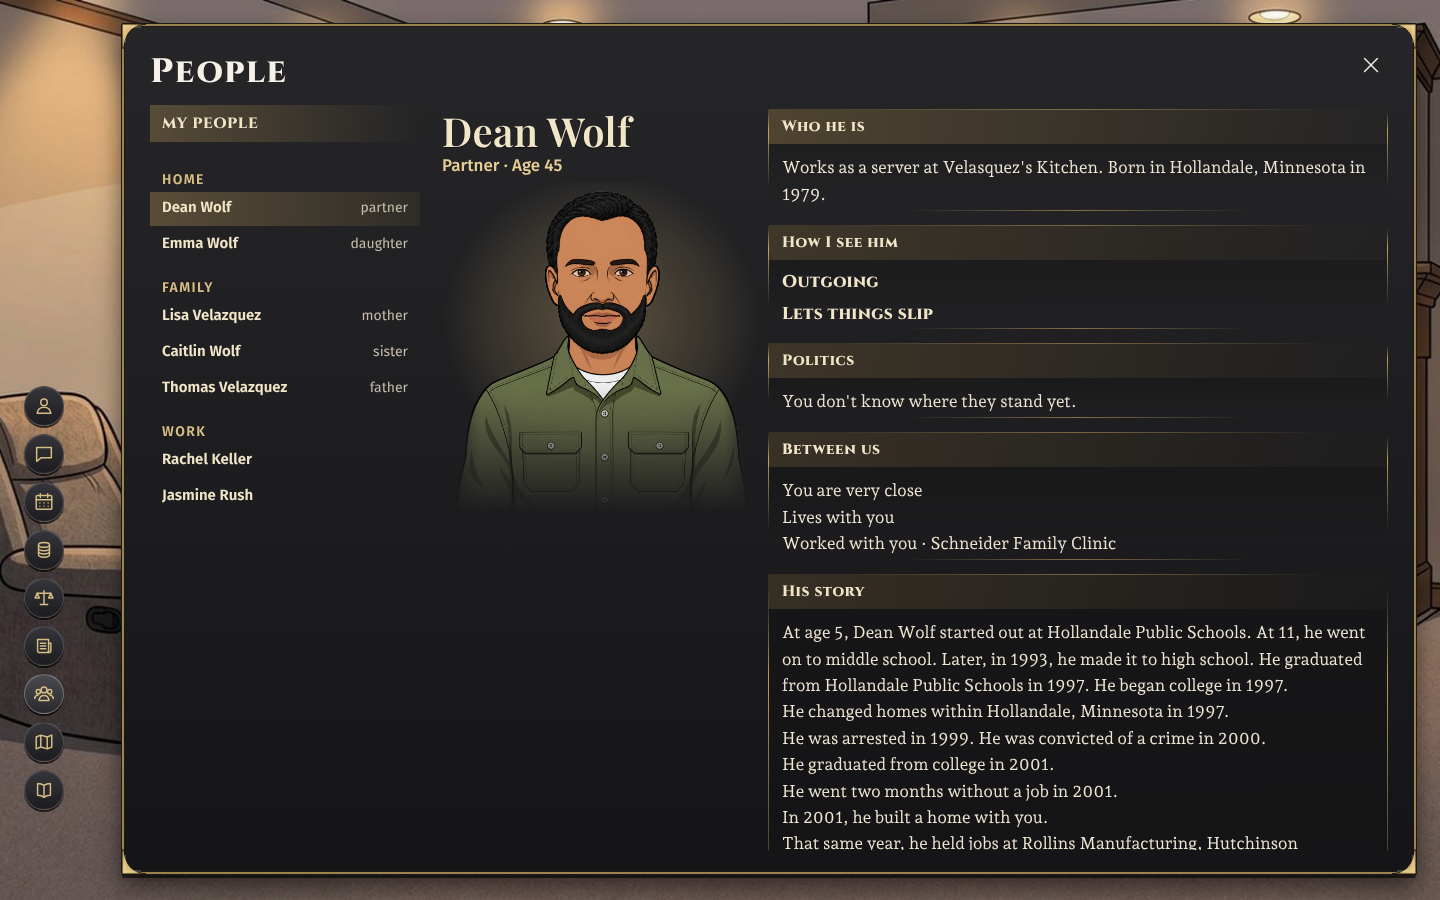 People
My People
HOME
Dean Wolf partner
Emma Wolf daughter
FAMILY
Lisa Velazquez mother
Caitlin Wolf sister
Thomas Velazquez father
WORK
Rachel Keller
Jasmine Rush
Dean Wolf
Partner · Age 45
Who he is
Works as a server at Velasquez's Kitchen. Born in Hollandale, Minnesota in
1979.
How I see him
Outgoing
Lets things slip
Politics
You don't know where they stand yet.
Between us
You are very close
Lives with you
Worked with you · Schneider Family Clinic
His story
At age 5, Dean Wolf started out at Hollandale Public Schools. At 11, he went
on to middle school. Later, in 1993, he made it to high school. He graduated
from Hollandale Public Schools in 1997. He began college in 1997.
He changed homes within Hollandale, Minnesota in 1997.
He was arrested in 1999. He was convicted of a crime in 2000.
He graduated from college in 2001.
He went two months without a job in 2001.
In 2001, he built a home with you.
That same year, he held jobs at Rollins Manufacturing, Hutchinson